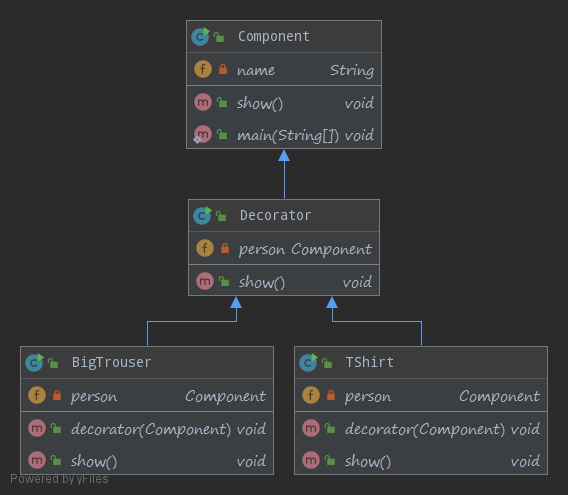 Component
name String
show() void
main(String[]) void
Decorator
person Component
show() void
BigTrouser
person Component
decorator(Component) void
show() void
TShirt
person Component
decorator(Component) void
show() void
Powered by yFiles